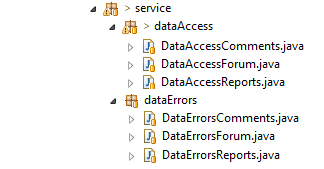 > service
> dataAccess
DataAccessComments.java
DataAccessForum.java
DataAccessReports.java
dataErrors
DataErrorsComments.java
DataErrorsForum.java
DataErrorsReports.java